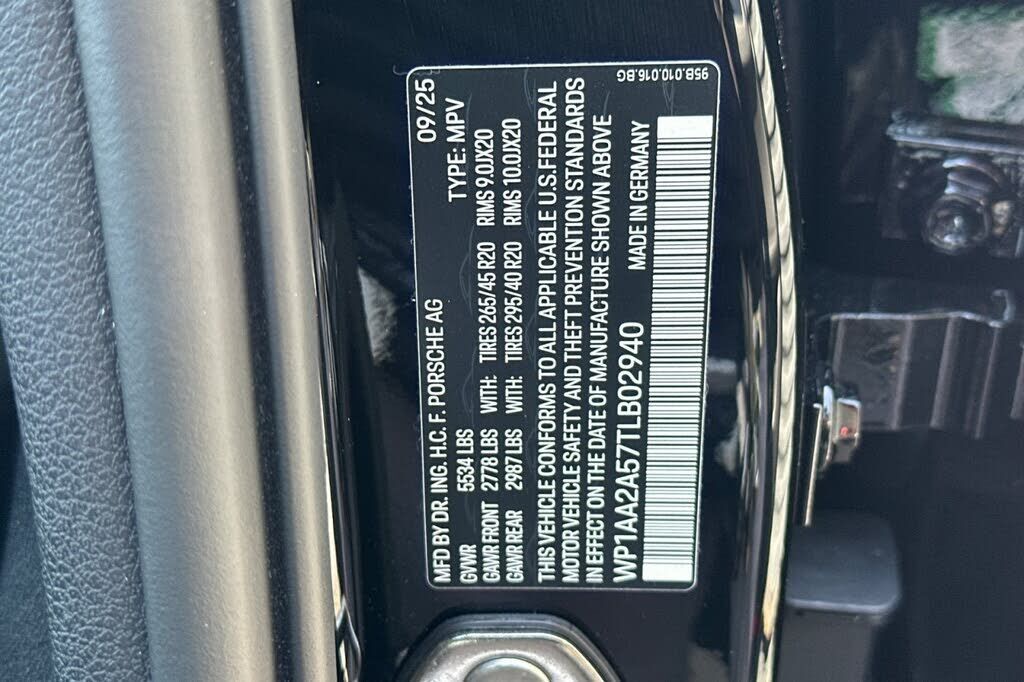 MFD BY DR. ING. H.C. F. PORSCHE AG 09/25
GVWR 5534 LBS TYPE: MPV
GAWR FRONT 2778 LBS WITH: TIRES 265/45 R20 RIMS 9.0JX20
GAWR REAR 2987 LBS WITH: TIRES 295/40 R20 RIMS 10.0JX20
THIS VEHICLE CONFORMS TO ALL APPLICABLE U.S. FEDERAL
MOTOR VEHICLE SAFETY AND THEFT PREVENTION STANDARDS
IN EFFECT ON THE DATE OF MANUFACTURE SHOWN ABOVE
WP1AA2A57TLB02940 MADE IN GERMANY
95B.010.016.BG